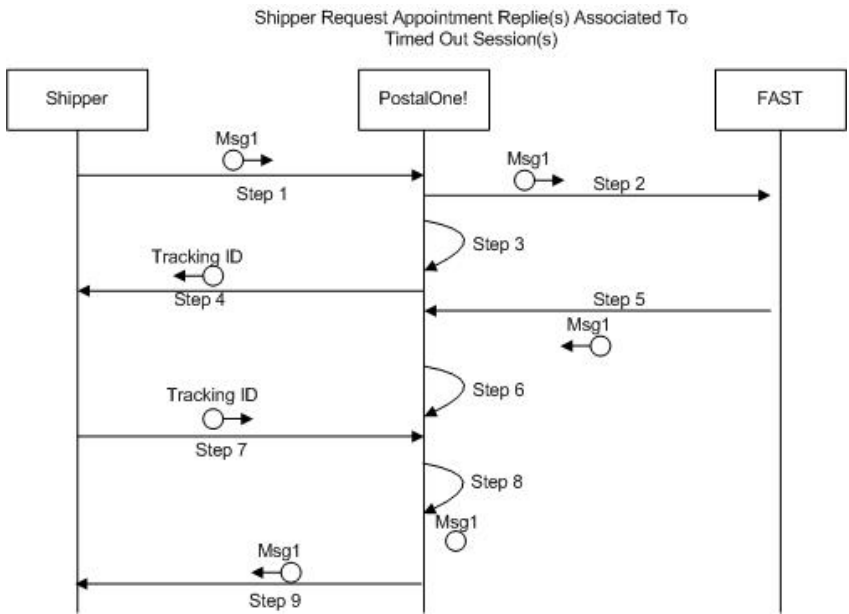 Shipper Request Appointment Replie(s) Associated To
Timed Out Session(s)
Shipper
PostalOne!
FAST
Msg1
Step 1
Msg1
Step 2
Step 3
Tracking ID
Step 4
Step 5
Msg1
Step 6
Tracking ID
Step 7
Step 8
Msg1
Msg1
Step 9